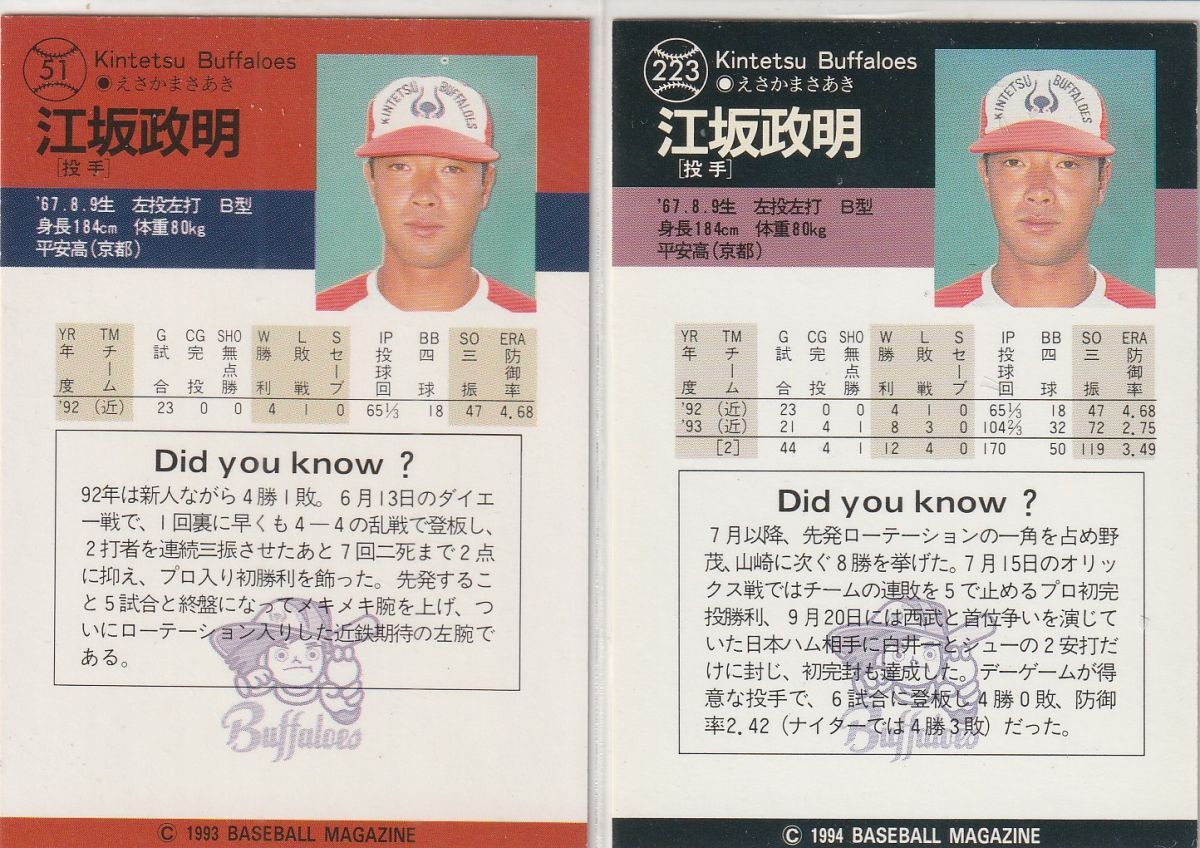 51
Kintetsu Buffaloes
●えさかまさあき
江坂政明
[投手]
KINTETSU BUFFALOES
'67.8.9生 左投左打 B型
身長184cm 体重80kg
平安高(京都)
YR TM G CG SHO W L S IP BB SO ERA
年度 チーム 試合 完投 無点勝 勝利 敗戦 セーブ 投球回 四球 三振 防御率
'92 (近) 23 0 0 4 1 0 65⅓ 18 47 4.68
Did you know ?
92年は新人ながら4勝1敗。6月13日のダイエ
ー戦で、1回裏に早くも4―4の乱戦で登板し、
2打者を連続三振させたあと7回二死まで2点
に抑え、プロ入り初勝利を飾った。先発するこ
と5試合と終盤になってメキメキ腕を上げ、つ
いにローテーション入りした近鉄期待の左腕で
ある。
Buffaloes
© 1993 BASEBALL MAGAZINE
223
Kintetsu Buffaloes
●えさかまさあき
江坂政明
[投手]
KINTETSU BUFFALOES
'67.8.9生 左投左打 B型
身長184cm 体重80kg
平安高(京都)
YR TM G CG SHO W L S IP BB SO ERA
年度 チーム 試合 完投 無点勝 勝利 敗戦 セーブ 投球回 四球 三振 防御率
'92 (近) 23 0 0 4 1 0 65⅓ 18 47 4.68
'93 (近) 21 4 1 8 3 0 104⅔ 32 72 2.75
[2] 44 4 1 12 4 0 170 50 119 3.49
Did you know ?
7月以降、先発ローテーションの一角を占め野
茂、山崎に次ぐ8勝を挙げた。7月15日のオリッ
クス戦ではチームの連敗を5で止めるプロ初完
投勝利、9月20日には西武と首位争いを演じて
いた日本ハム相手に白井一とシューの2安打だ
けに封じ、初完封も達成した。デーゲームが得
意な投手で、6試合に登板し4勝0敗、防御
率2.42(ナイターでは4勝3敗)だった。
Buffaloes
© 1994 BASEBALL MAGAZINE